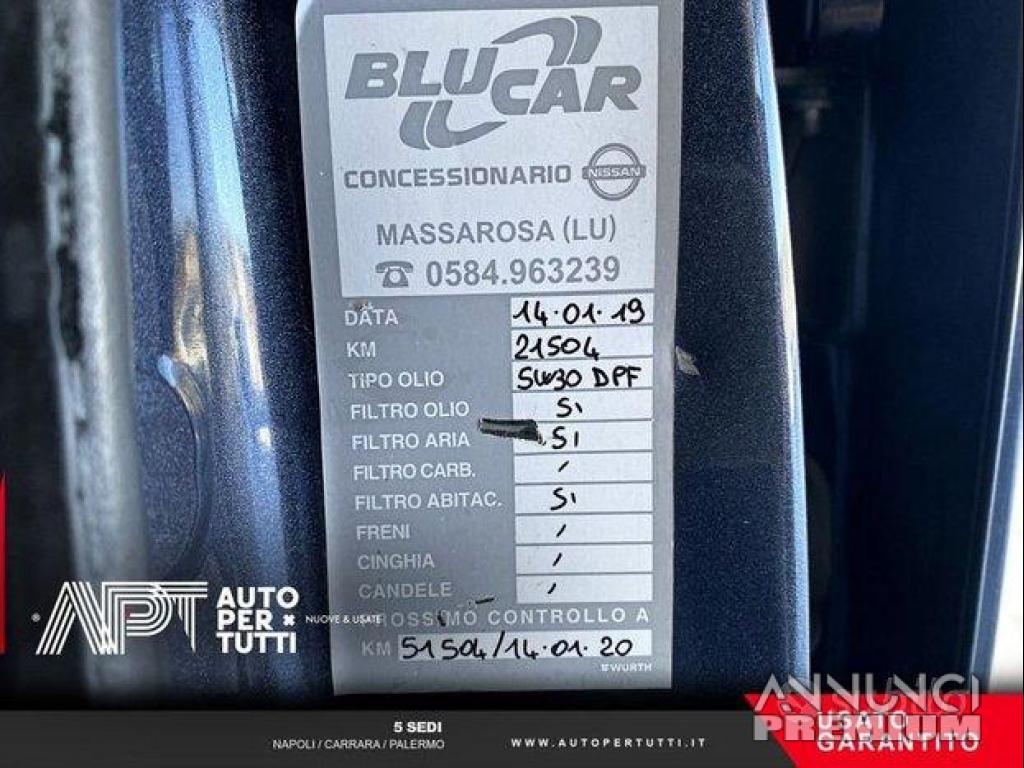 BLU CAR
CONCESSIONARIO NISSAN
MASSAROSA (LU)
☎ 0584.963239
DATA 14.01.19
KM 21504
TIPO OLIO 5W30 DPF
FILTRO OLIO SI
FILTRO ARIA SI
FILTRO CARB. /
FILTRO ABITAC. SI
FRENI /
CINGHIA /
CANDELE /
ROSSIMO CONTROLLO A
KM 51504/14.01.20
WÜRTH
® APT AUTO
PER
TUTTI
NUOVE & USATE
5 SEDI
NAPOLI / CARRARA / PALERMO
WWW.AUTOPERTUTTI.IT
ANNUNCI
PREMIUM
USATO
GARANTITO